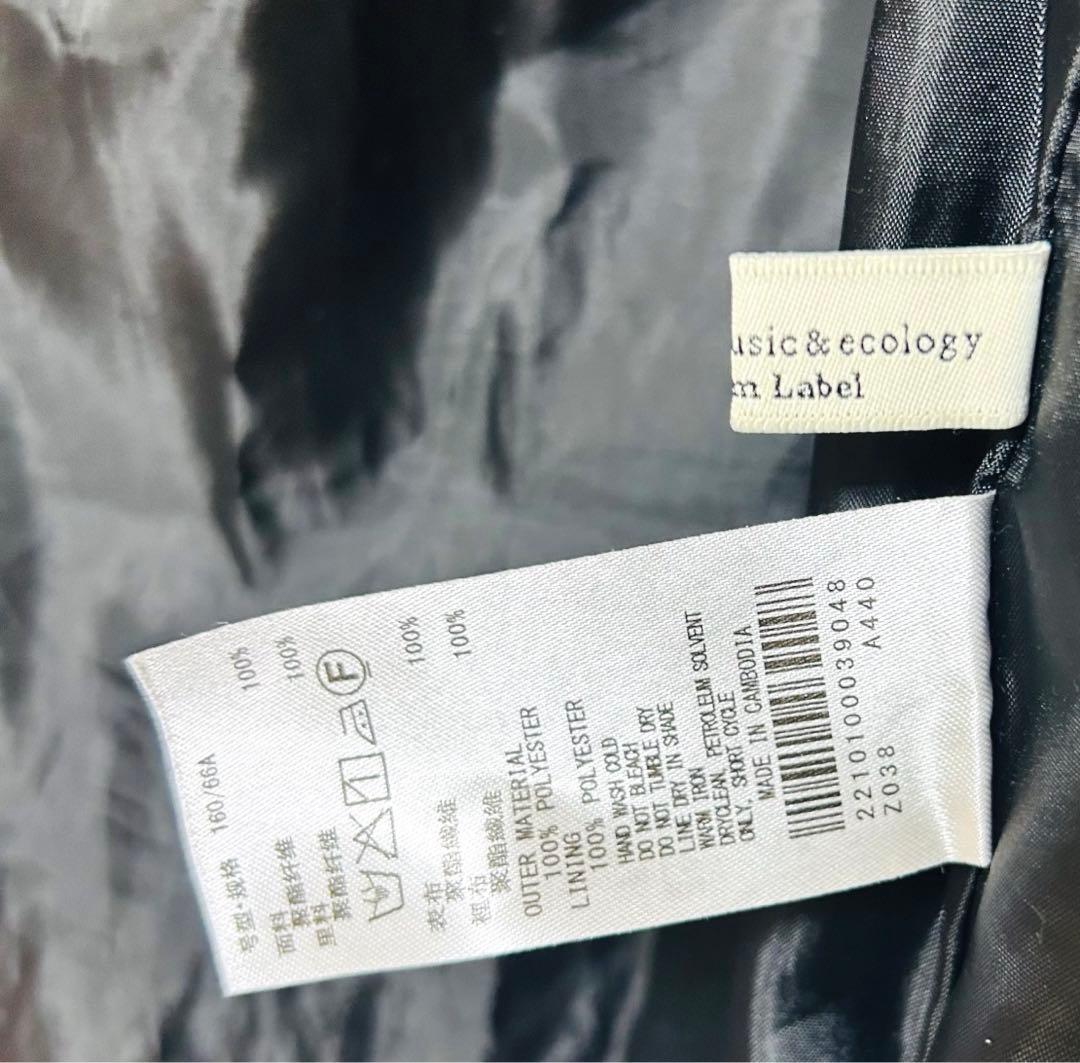 usic&ecology
m Label
号型·规格 160/66A
面料
聚酯纤维 100%
里料
聚酯纤维 100%
F
表布
聚酯纖維 100%
裡布
聚酯纖維 100%
OUTER MATERIAL
100% POLYESTER
LINING
100% POLYESTER
HAND WASH COLD
DO NOT BLEACH
DO NOT TUMBLE DRY
LINE DRY IN SHADE
WARM IRON
DRYCLEAN, PETROLEUM SOLVENT
ONLY, SHORT CYCLE
MADE IN CAMBODIA
2210100039048
Z038 A440